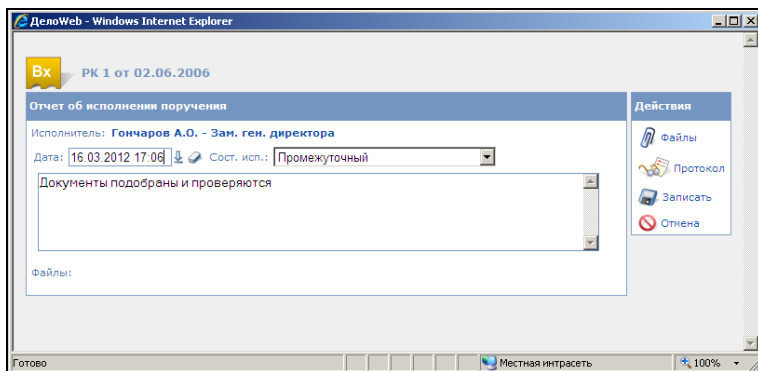 ДелоWeb - Windows Internet Explorer
Вх РК 1 от 02.06.2006
Отчет об исполнении поручения
Исполнитель: Гончаров А.О. - Зам. ген. директора
Дата: 16.03.2012 17:06 Сост. исп.: Промежуточный
Документы подобраны и проверяются
Файлы:
Действия
Файлы
Протокол
Записать
Отмена
Готово Местная интрасеть 100%